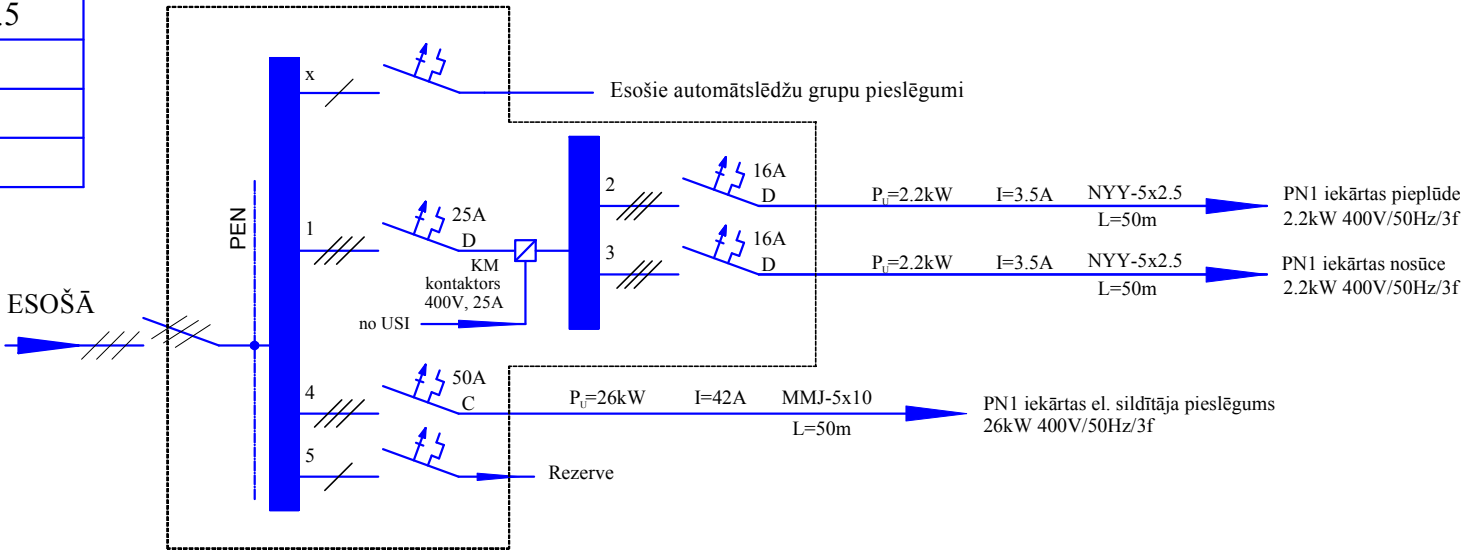 .5
x
Esošie automātslēdžu grupu pieslēgumi
PEN
ESOŠĀ
1
25A
D
KM
kontaktors
400V, 25A
no USI
2
16A
D
PU=2.2kW I=3.5A NYY-5x2.5
L=50m
PN1 iekārtas pieplūde
2.2kW 400V/50Hz/3f
3
16A
D
PU=2.2kW I=3.5A NYY-5x2.5
L=50m
PN1 iekārtas nosūce
2.2kW 400V/50Hz/3f
4
50A
C
PU=26kW I=42A MMJ-5x10
L=50m
PN1 iekārtas el. sildītāja pieslēgums
26kW 400V/50Hz/3f
5
Rezerve